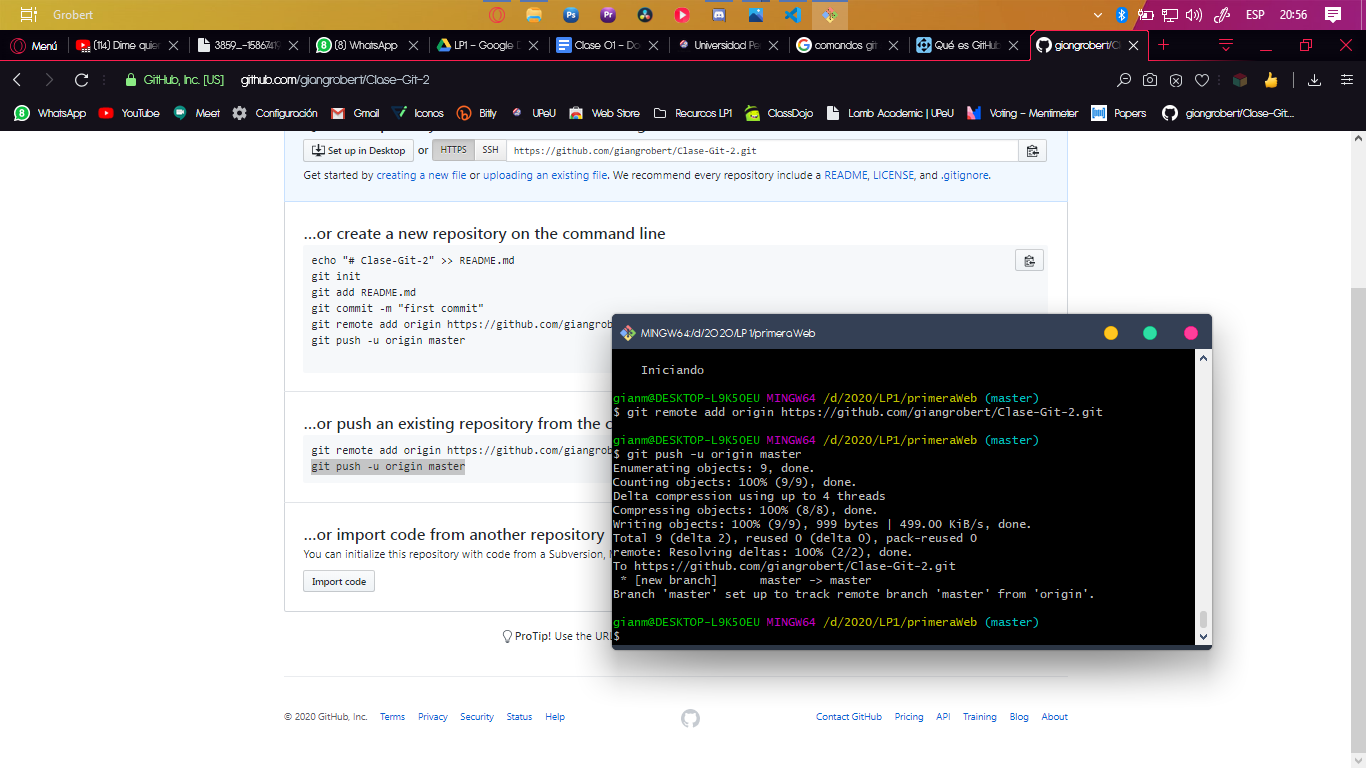 Grobert
ESP 20:56
Menú
(114) Dime quier
3859_-15867419
(8) WhatsApp
LP1 - Google D
Clase 01 - Do
Universidad Pe
comandos git
Qué es GitHub
giangrobert/Cl
GitHub, Inc. [US] github.com/giangrobert/Clase-Git-2
WhatsApp YouTube Meet Configuración Gmail Iconos Bitly UPeU Web Store Recurcos LP1 ClassDojo Lamb Academic | UPeU Voting - Mentimeter Papers giangrobert/Clase-Git...
Set up in Desktop or HTTPS SSH https://github.com/giangrobert/Clase-Git-2.git
Get started by creating a new file or uploading an existing file. We recommend every repository include a README, LICENSE, and .gitignore.
...or create a new repository on the command line
echo "# Clase-Git-2" >> README.md
git init
git add README.md
git commit -m "first commit"
git remote add origin https://github.com/giangrob
git push -u origin master
...or push an existing repository from the c
git remote add origin https://github.com/giangrob
git push -u origin master
...or import code from another repository
You can initialize this repository with code from a Subversion,
Import code
ProTip! Use the URL
MINGW64:/d/2020/LP1/primeraWeb
Iniciando
gianm@DESKTOP-L9K50EU MINGW64 /d/2020/LP1/primeraWeb (master)
$ git remote add origin https://github.com/giangrobert/Clase-Git-2.git
gianm@DESKTOP-L9K50EU MINGW64 /d/2020/LP1/primeraWeb (master)
$ git push -u origin master
Enumerating objects: 9, done.
Counting objects: 100% (9/9), done.
Delta compression using up to 4 threads
Compressing objects: 100% (8/8), done.
Writing objects: 100% (9/9), 999 bytes | 499.00 KiB/s, done.
Total 9 (delta 2), reused 0 (delta 0), pack-reused 0
remote: Resolving deltas: 100% (2/2), done.
To https://github.com/giangrobert/Clase-Git-2.git
* [new branch]      master -> master
Branch 'master' set up to track remote branch 'master' from 'origin'.
gianm@DESKTOP-L9K50EU MINGW64 /d/2020/LP1/primeraWeb (master)
$
© 2020 GitHub, Inc. Terms Privacy Security Status Help Contact GitHub Pricing API Training Blog About